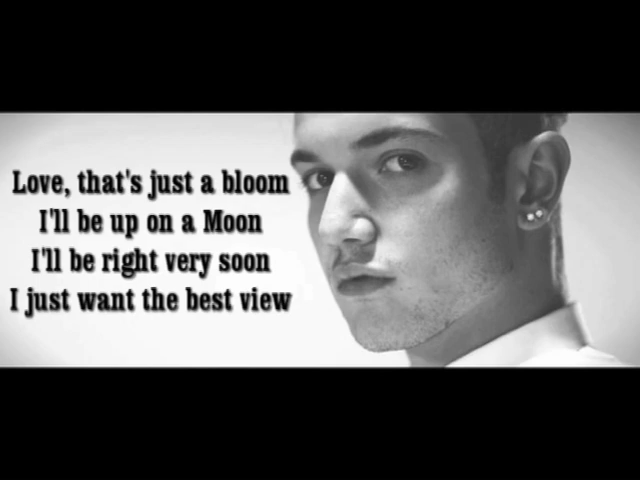 Love, that's just a bloom
I'll be up on a Moon
I'll be right very soon
I just want the best view